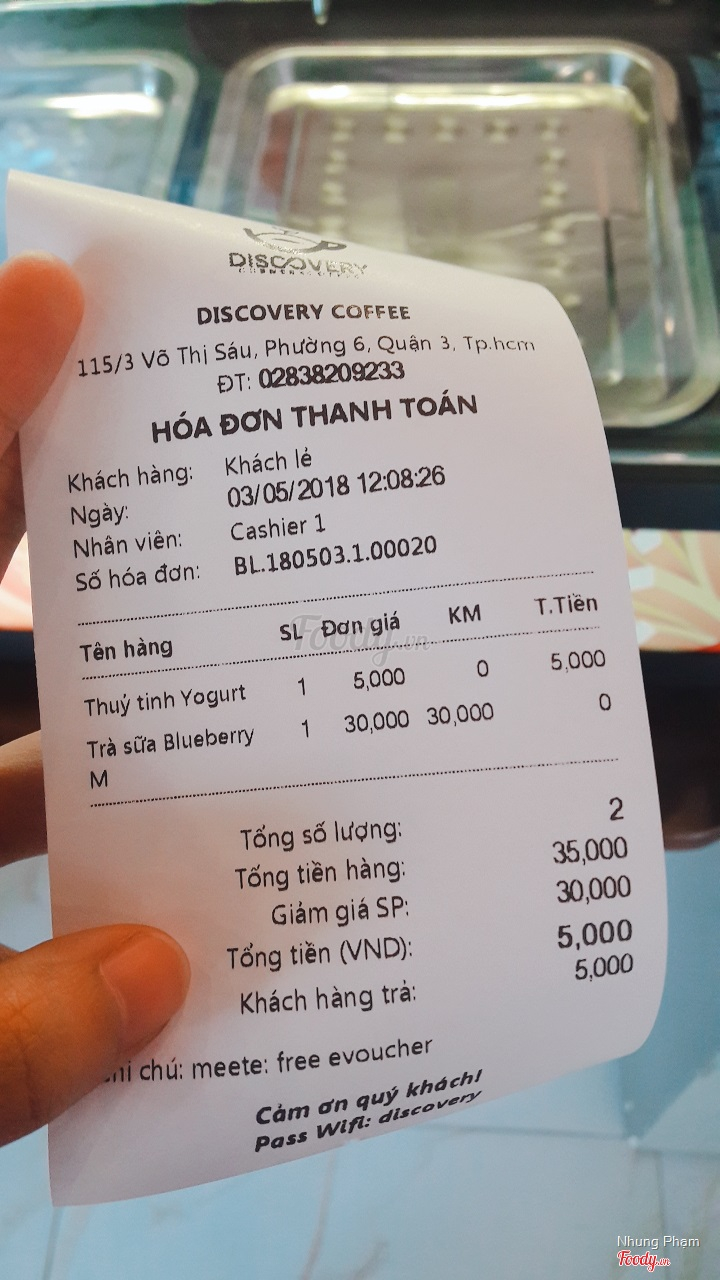 DISCOVERY
DISCOVERY COFFEE
115/3 Võ Thị Sáu, Phường 6, Quận 3, Tp.hcm
ĐT: 02838209233
HÓA ĐƠN THANH TOÁN
Khách hàng: Khách lẻ
Ngày: 03/05/2018 12:08:26
Nhân viên: Cashier 1
Số hóa đơn: BL.180503.1.00020
Tên hàng SL Đơn giá KM T.Tiền
Foody.vn
Thuỷ tinh Yogurt 1 5,000 0 5,000
Trà sữa Blueberry 1 30,000 30,000 0
M
Tổng số lượng: 2
Tổng tiền hàng: 35,000
Giảm giá SP: 30,000
Tổng tiền (VND): 5,000
Khách hàng trả: 5,000
chú: meete: free evoucher
Cảm ơn quý khách!
Pass Wifi: discovery
Nhung Phạm
Foody.vn